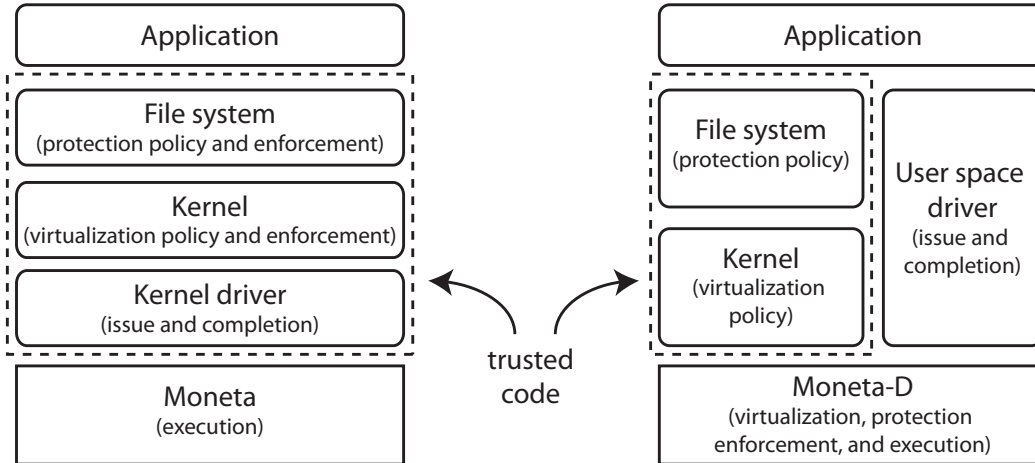 Application
File system
(protection policy and enforcement)
Kernel
(virtualization policy and enforcement)
Kernel driver
(issue and completion)
Moneta
(execution)
trusted
code
Application
File system
(protection policy)
Kernel
(virtualization
policy)
User space
driver
(issue and
completion)
Moneta-D
(virtualization, protection
enforcement, and execution)